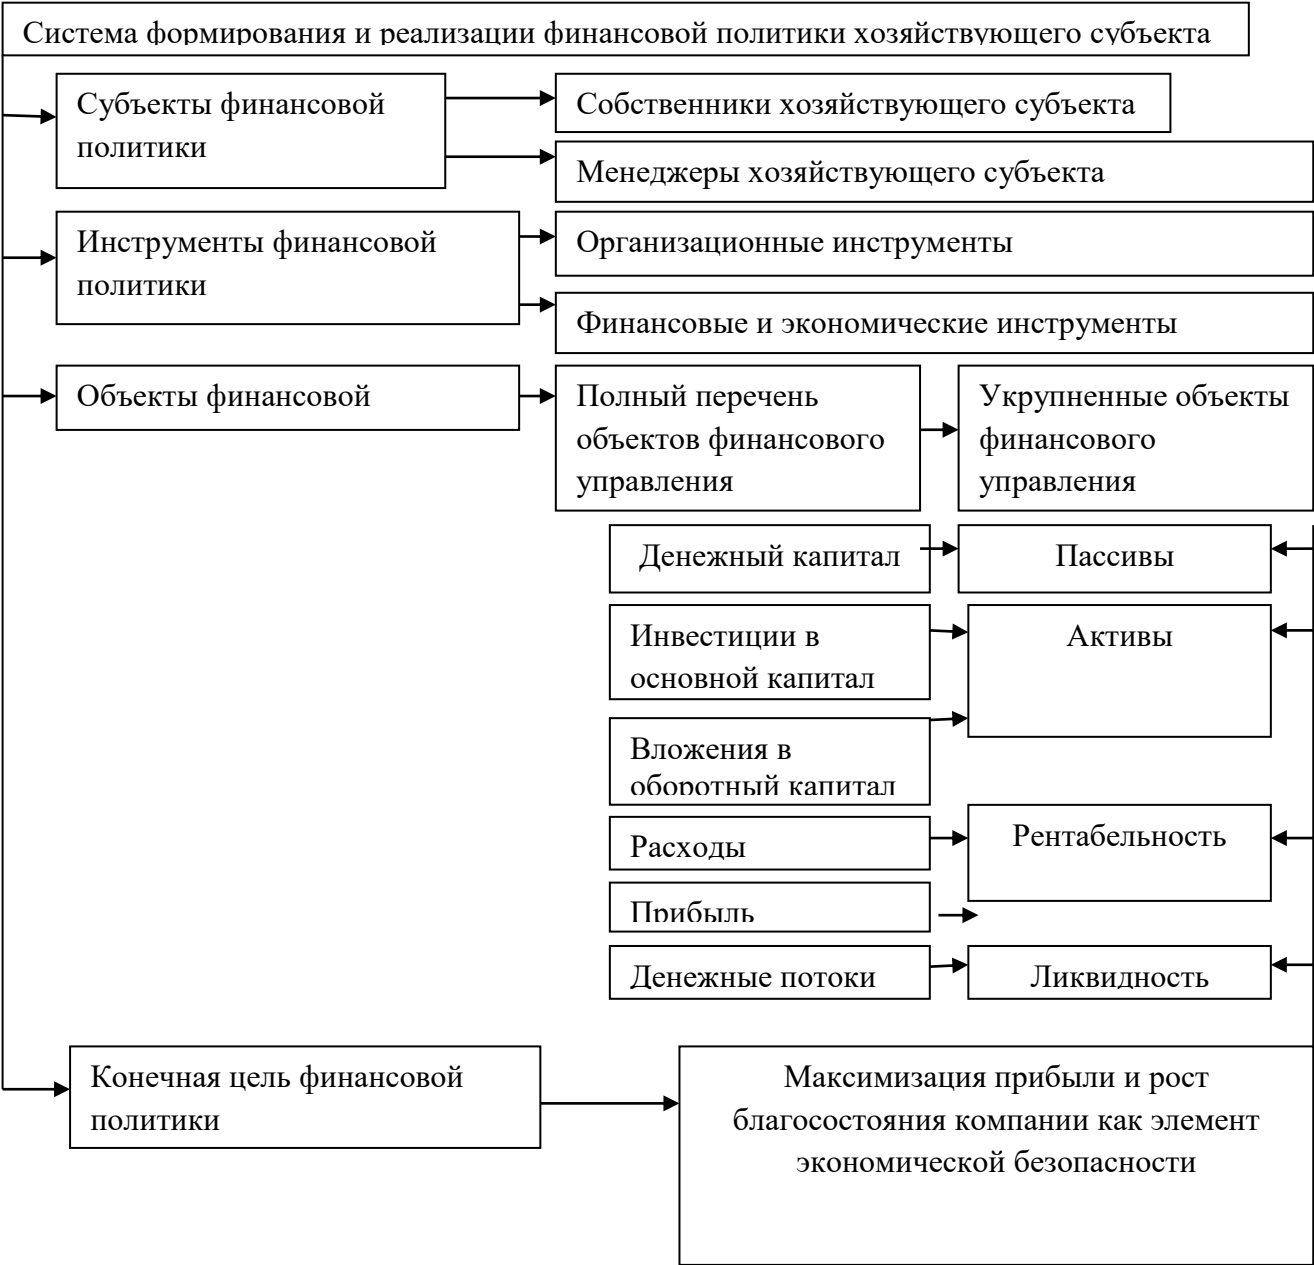 Система формирования и реализации финансовой политики хозяйствующего субъекта
Субъекты финансовой
политики
Собственники хозяйствующего субъекта
Менеджеры хозяйствующего субъекта
Инструменты финансовой
политики
Организационные инструменты
Финансовые и экономические инструменты
Объекты финансовой
Полный перечень
объектов финансового
управления
Укрупненные объекты
финансового
управления
Денежный капитал
Пассивы
Инвестиции в
основной капитал
Активы
Вложения в
оборотный капитал
Расходы
Рентабельность
Прибыль
Денежные потоки
Ликвидность
Конечная цель финансовой
политики
Максимизация прибыли и рост
благосостояния компании как элемент
экономической безопасности